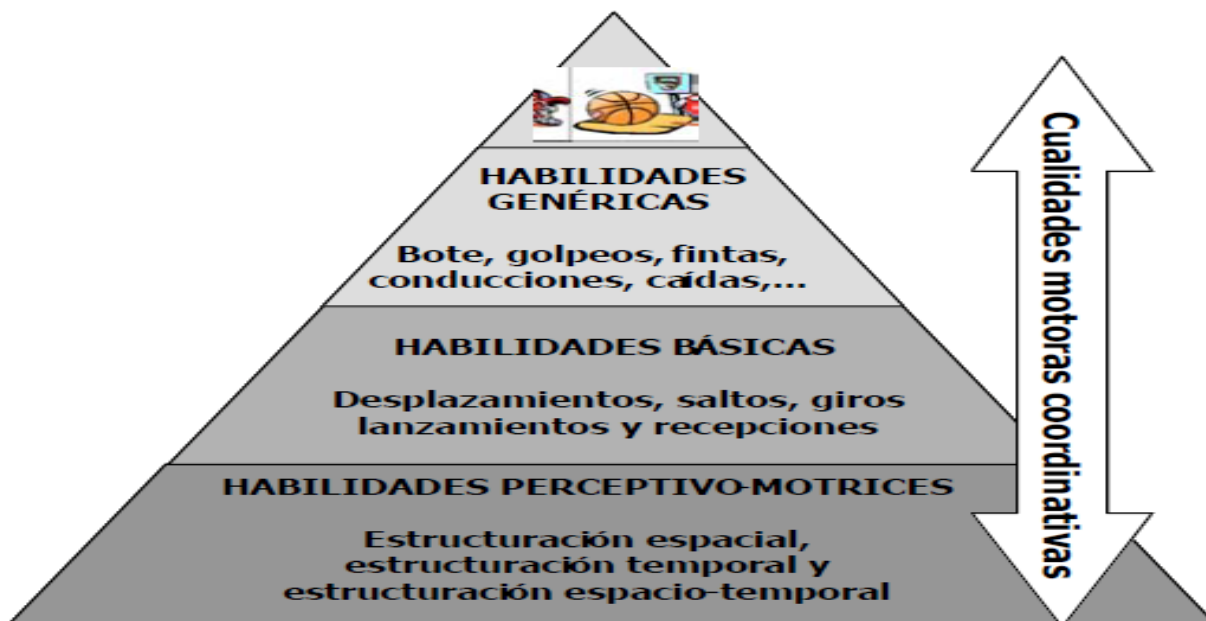 HABILIDADES
GENÉRICAS
Bote, golpeos, fintas,
conducciones, caídas,...
HABILIDADES BÁSICAS
Desplazamientos, saltos, giros
lanzamientos y recepciones
HABILIDADES PERCEPTIVO-MOTRICES
Estructuración espacial,
estructuración temporal y
estructuración espacio-temporal
Cualidades motoras coordinativas